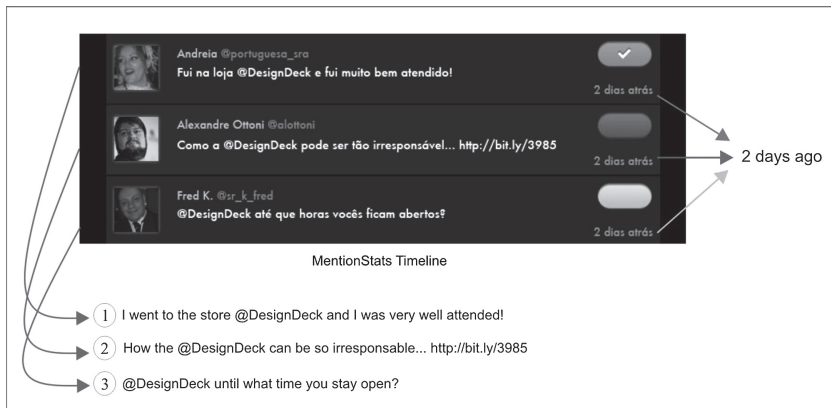 Andreia @portuguesa_sra
Fui na loja @DesignDeck e fui muito bem atendido!
2 dias atrás
Alexandre Ottoni @alottoni
Como a @DesignDeck pode ser tão irresponsável... http://bit.ly/3985
2 dias atrás
2 days ago
Fred K. @sr_k_fred
@DesignDeck até que horas vocês ficam abertos?
2 dias atrás
MentionStats Timeline
1 I went to the store @DesignDeck and I was very well attended!
2 How the @DesignDeck can be so irresponsable... http://bit.ly/3985
3 @DesignDeck until what time you stay open?